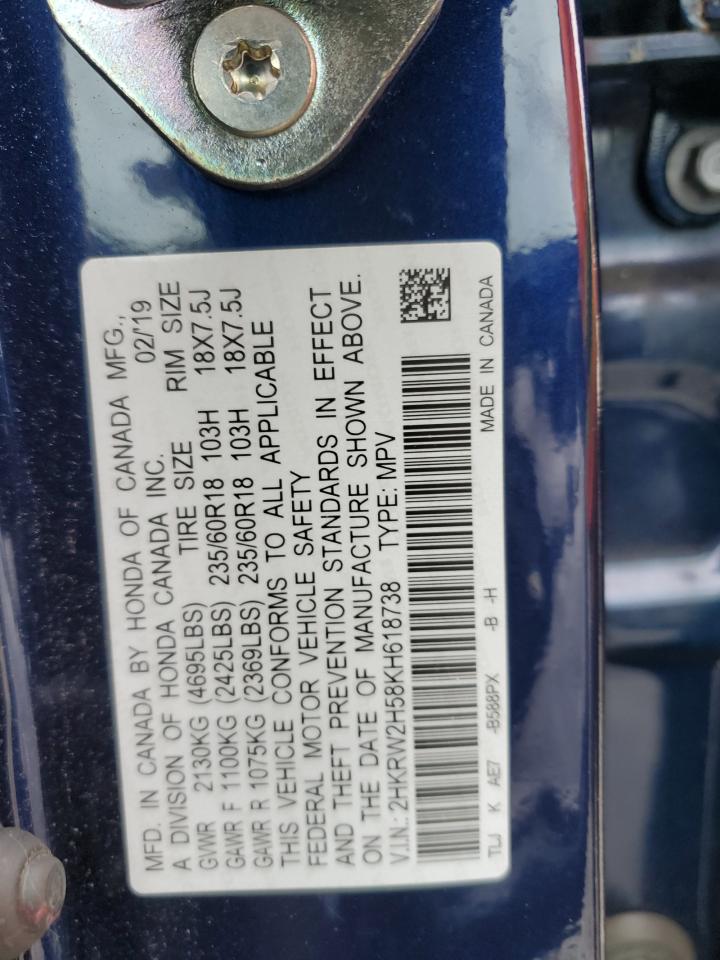 MFD. IN CANADA BY HONDA OF CANADA MFG.,
A DIVISION OF HONDA CANADA INC. 02/'19
GVWR 2130KG (4695LBS) TIRE SIZE RIM SIZE
GAWR F 1100KG (2425LBS) 235/60R18 103H 18X7.5J
GAWR R 1075KG (2369LBS) 235/60R18 103H 18X7.5J
THIS VEHICLE CONFORMS TO ALL APPLICABLE
FEDERAL MOTOR VEHICLE SAFETY
AND THEFT PREVENTION STANDARDS IN EFFECT
ON THE DATE OF MANUFACTURE SHOWN ABOVE.
V.I.N.: 2HKRW2H58KH618738 TYPE: MPV
TLJ K AE7 -B588PX -B -H MADE IN CANADA